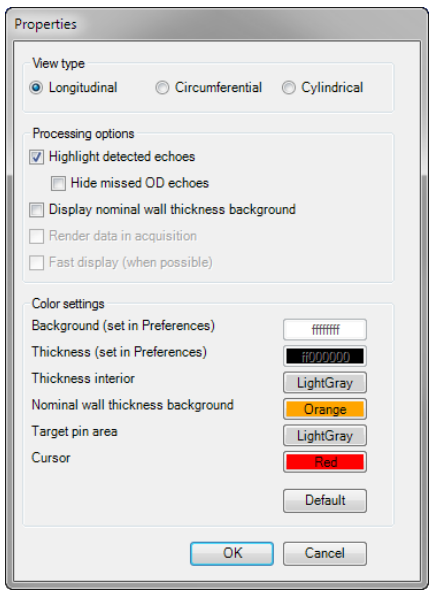 Properties
View type
Longitudinal Circumferential Cylindrical
Processing options
Highlight detected echoes
Hide missed OD echoes
Display nominal wall thickness background
Render data in acquisition
Fast display (when possible)
Color settings
Background (set in Preferences) ffffffff
Thickness (set in Preferences) ff000000
Thickness interior LightGray
Nominal wall thickness background Orange
Target pin area LightGray
Cursor Red
Default
OK Cancel